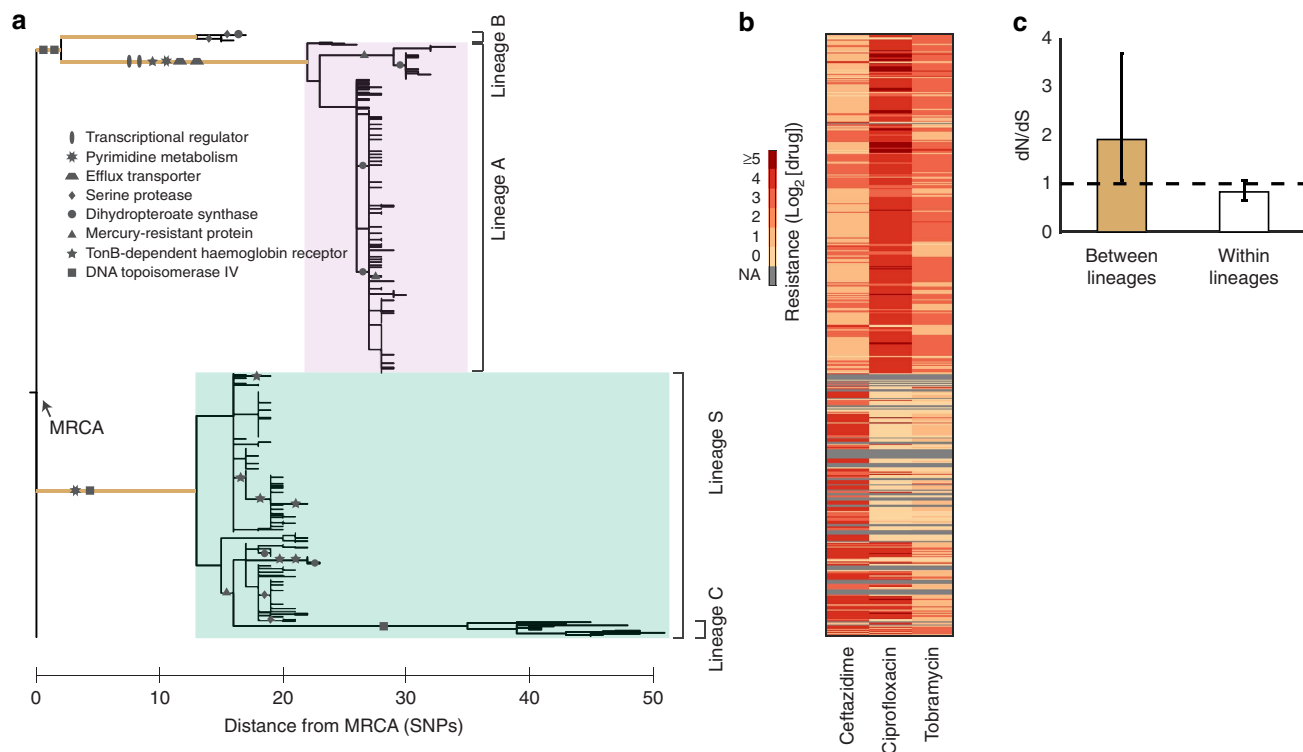 a
Lineage B
Lineage A
Transcriptional regulator
Pyrimidine metabolism
Efflux transporter
Serine protease
Dihydropteroate synthase
Mercury-resistant protein
TonB-dependent haemoglobin receptor
DNA topoisomerase IV
MRCA
Lineage S
Lineage C
0 10 20 30 40 50
Distance from MRCA (SNPs)
b
≥5
4
3
2
1
0
NA
Resistance (Log2 [drug])
Ceftazidime
Ciprofloxacin
Tobramycin
c
4
3
2
1
0
dN/dS
Between lineages
Within lineages